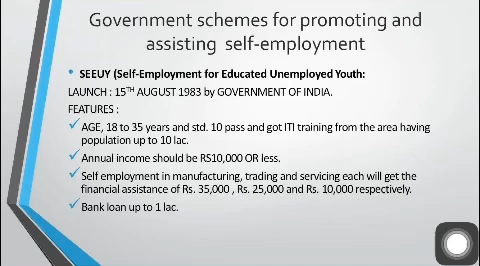 Government schemes for promoting and
assisting self-employment
• SEEUY (Self-Employment for Educated Unemployed Youth:
LAUNCH : 15TH AUGUST 1983 by GOVERNMENT OF INDIA.
FEATURES :
✓ AGE, 18 to 35 years and std. 10 pass and got ITI training from the area having
population up to 10 lac.
✓ Annual income should be RS10,000 OR less.
✓ Self employment in manufacturing, trading and servicing each will get the
financial assistance of Rs. 35,000 , Rs. 25,000 and Rs. 10,000 respectively.
✓ Bank loan up to 1 lac.